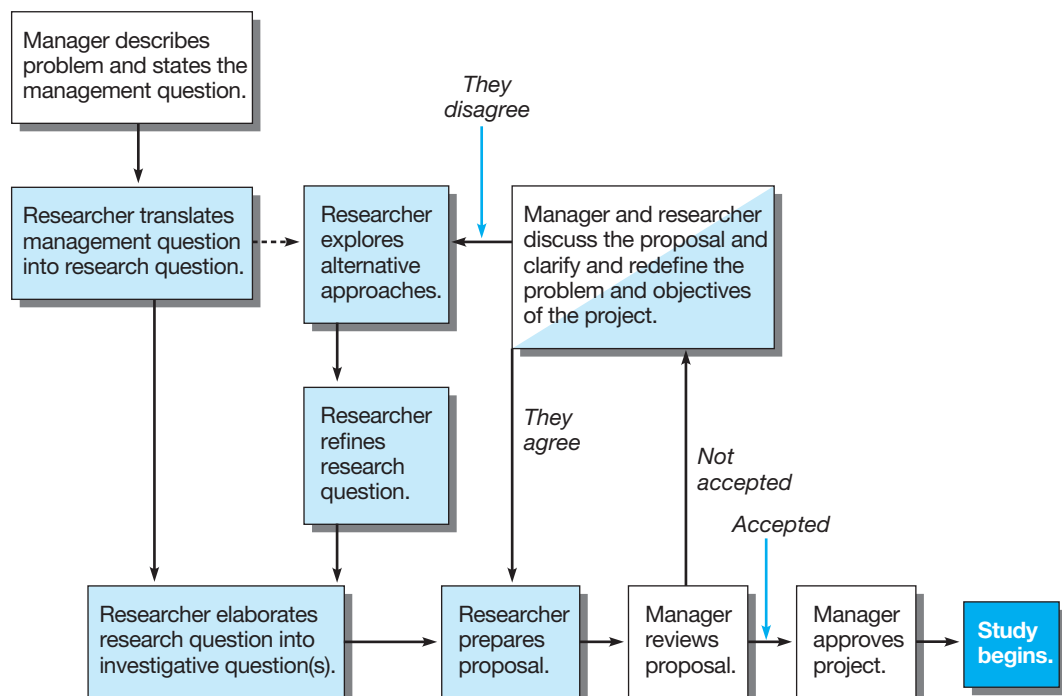 Manager describes
problem and states the
management question.
They
disagree
Researcher translates
management question
into research question.
Researcher
explores
alternative
approaches.
Manager and researcher
discuss the proposal and
clarify and redefine the
problem and objectives
of the project.
Researcher
refines
research
question.
They
agree
Not
accepted
Accepted
Researcher elaborates
research question into
investigative question(s).
Researcher
prepares
proposal.
Manager
reviews
proposal.
Manager
approves
project.
Study
begins.